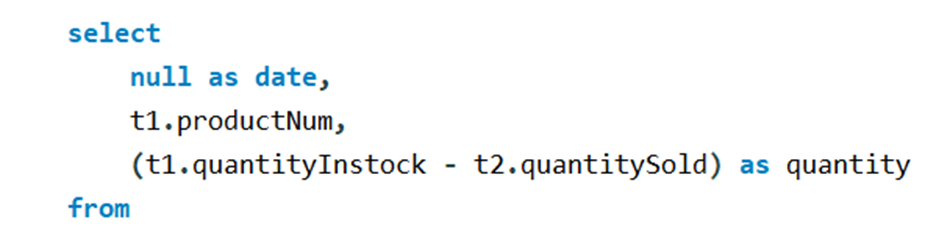 select
null as date,
t1.productNum,
(t1.quantityInstock - t2.quantitySold) as quantity
from